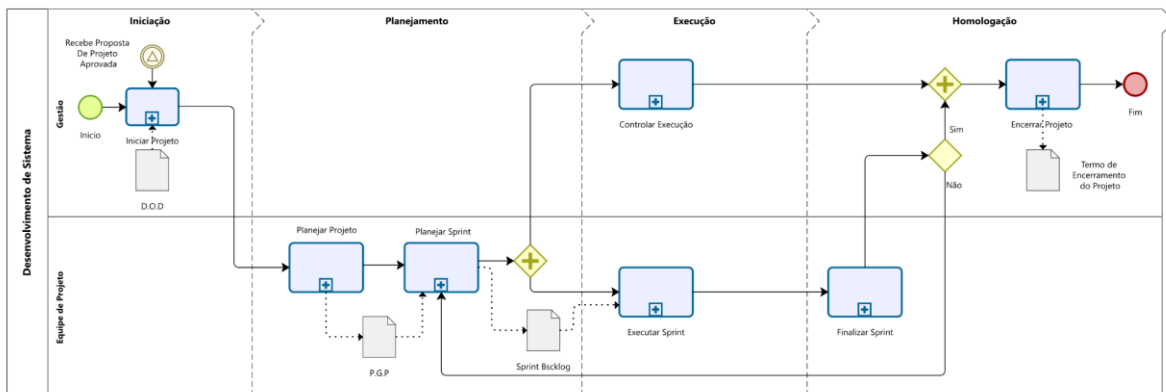 Desenvolvimento de Sistema
Iniciação
Planejamento
Execução
Homologação
Gestão
Recebe Proposta
De Projeto
Aprovada
Início
Iniciar Projeto
D.O.D
Controlar Execução
Sim
Não
Encerrar Projeto
Fim
Termo de
Encerramento
do Projeto
Equipe de Projeto
Planejar Projeto
Planejar Sprint
P.G.P
Sprint Bscklog
Executar Sprint
Finalizar Sprint